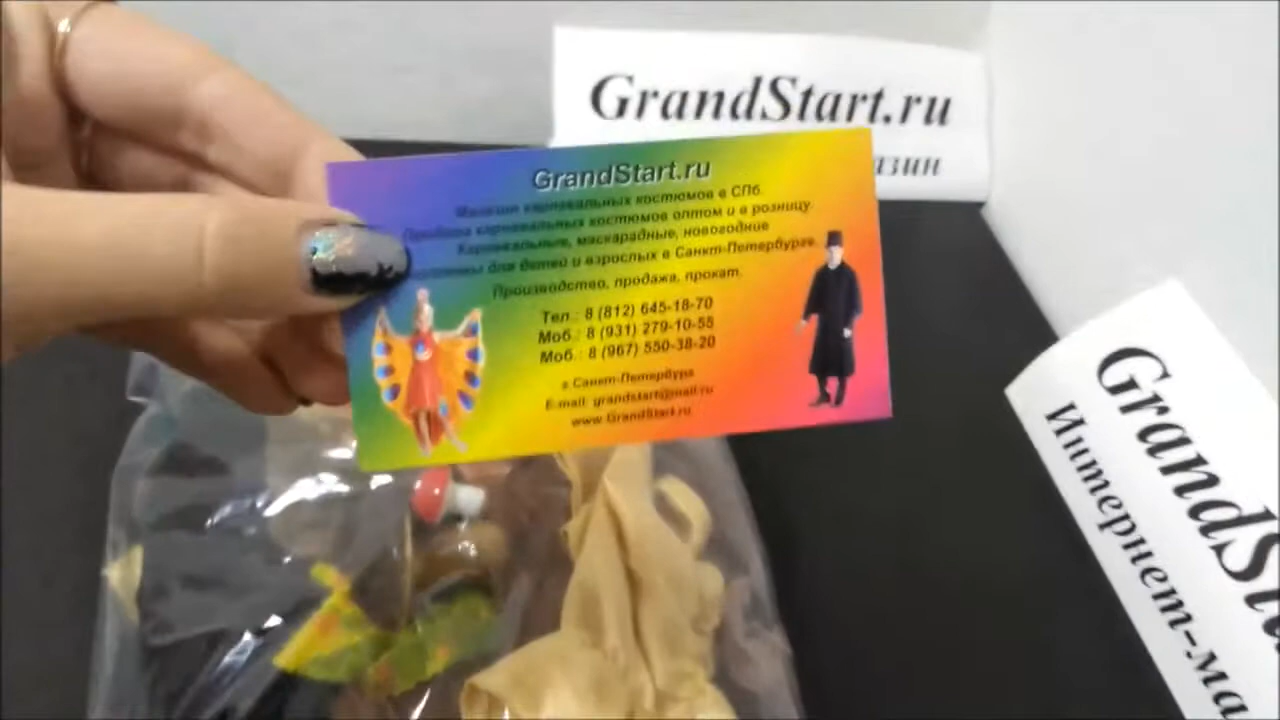 GrandStart.ru
азин
GrandStart.ru
Магазин карнавальных костюмов в СПб.
Продажа карнавальных костюмов оптом и в розницу.
Карнавальные, маскарадные, новогодние
для детей и взрослых в Санкт-Петербурге.
Производство, продажа, прокат.
Тел.: 8 (812) 645-18-70
Моб.: 8 (931) 279-10-55
Моб.: 8 (967) 550-38-20
г.Санкт-Петербург
E-mail: grandstart@mail.ru
www.GrandStart.ru
GrandSta
Интернет-ма